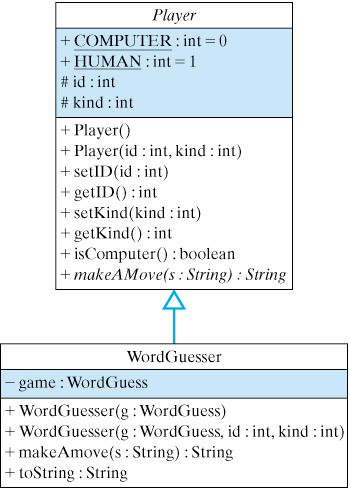 Player
+ COMPUTER : int = 0
+ HUMAN : int = 1
# id : int
# kind : int
+ Player()
+ Player(id : int, kind : int)
+ setID(id : int)
+ getID() : int
+ setKind(kind : int)
+ getKind() : int
+ isComputer() : boolean
+ makeAMove(s : String) : String
WordGuesser
− game : WordGuess
+ WordGuesser(g : WordGuess)
+ WordGuesser(g : WordGuess, id : int, kind : int)
+ makeAmove(s : String) : String
+ toString : String